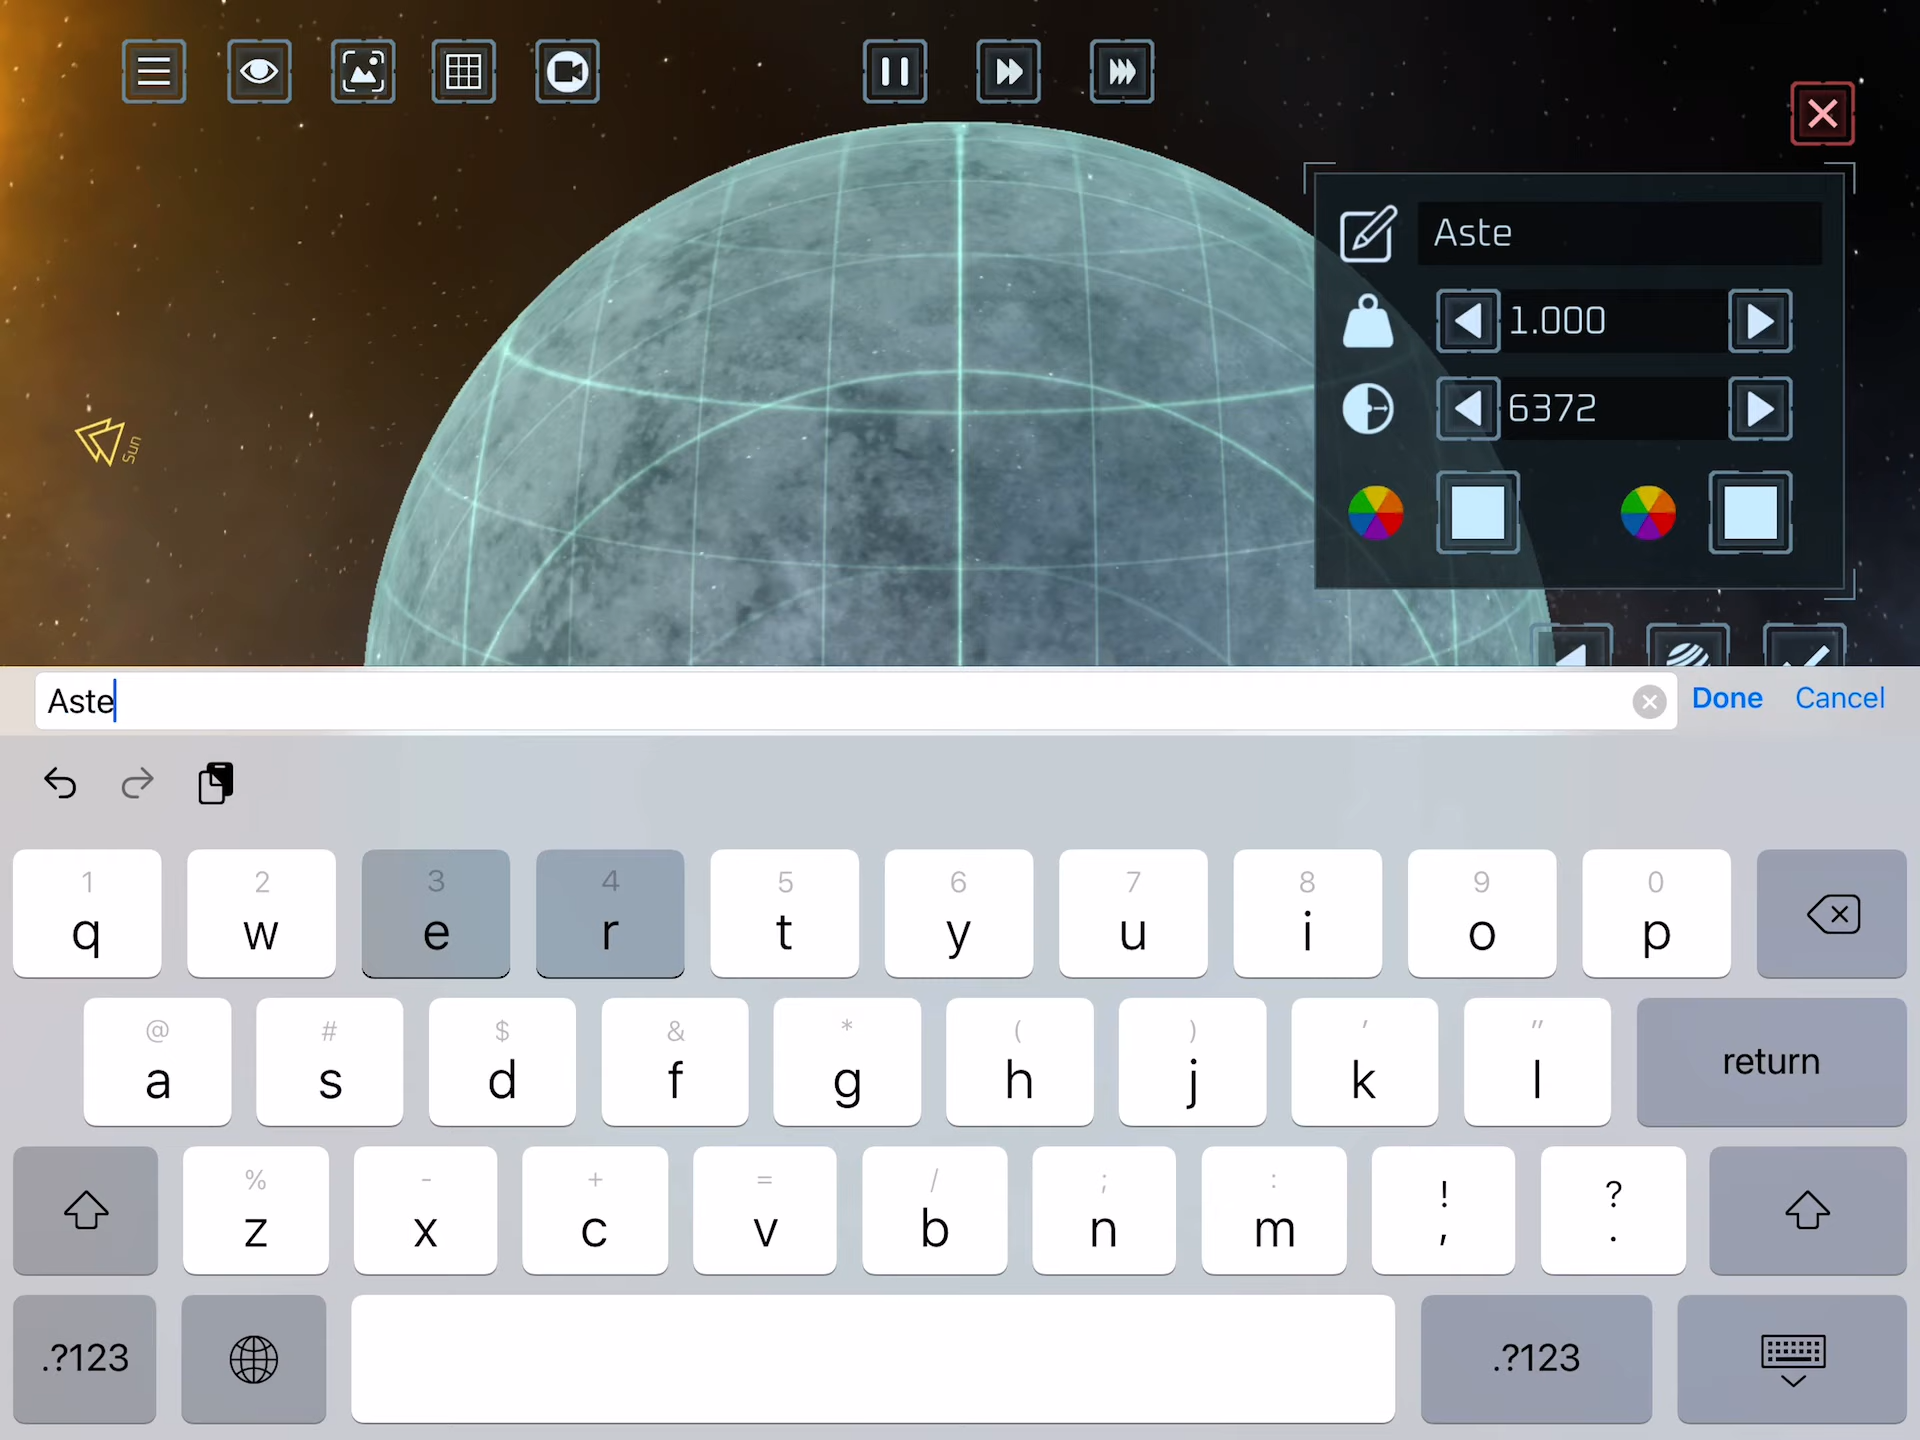 Aste
1.000
6372
Sun
Aste
Done
Cancel
1 2 3 4 5 6 7 8 9 0
q w e r t y u i o p
@ # $ & * ( ) ' "
a s d f g h j k l
return
% - + = / ; : ! ?
z x c v b n m , .
.?123
.?123